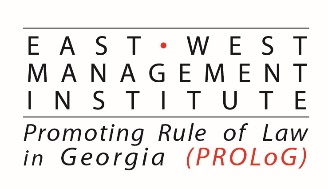 EAST • WEST
MANAGEMENT
INSTITUTE
Promoting Rule of Law
in Georgia (PROLoG)